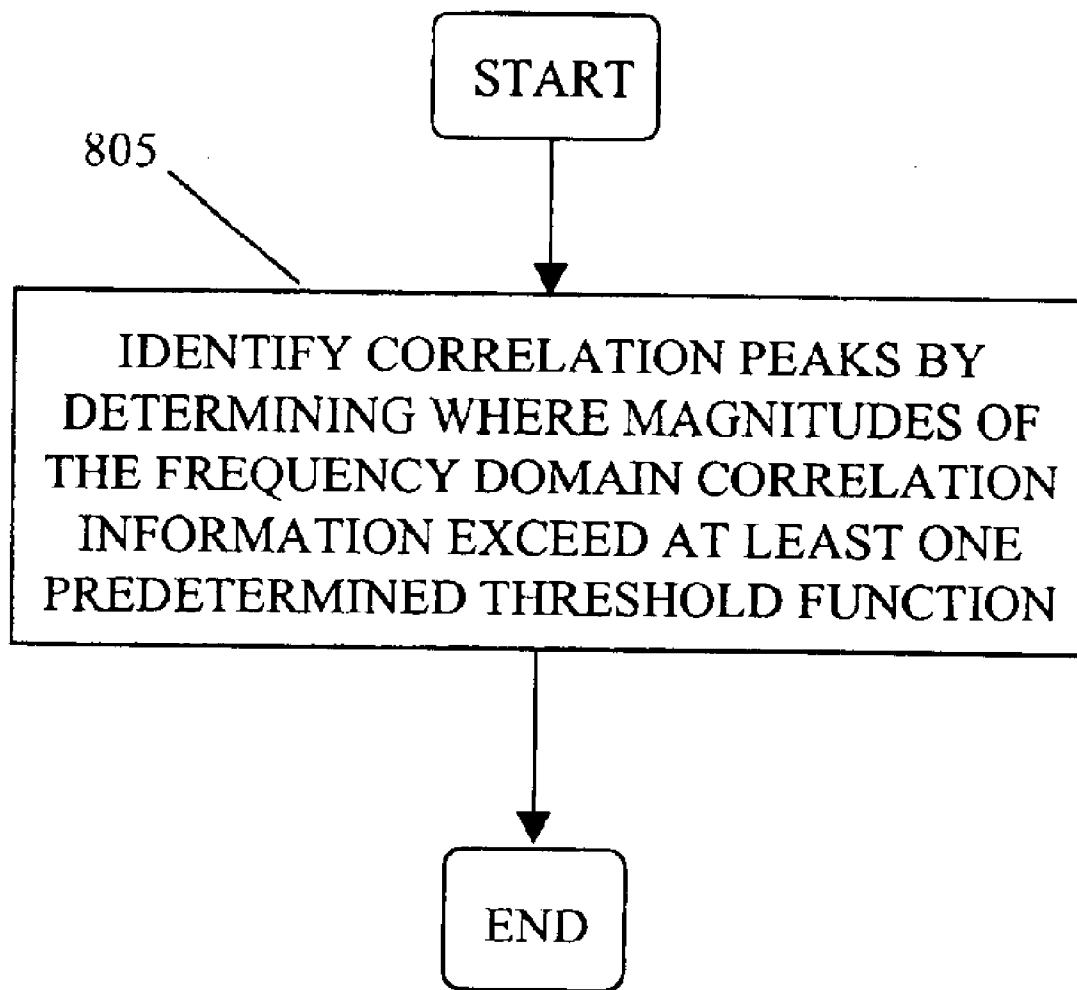 START
805
IDENTIFY CORRELATION PEAKS BY
DETERMINING WHERE MAGNITUDES OF
THE FREQUENCY DOMAIN CORRELATION
INFORMATION EXCEED AT LEAST ONE
PREDETERMINED THRESHOLD FUNCTION
END